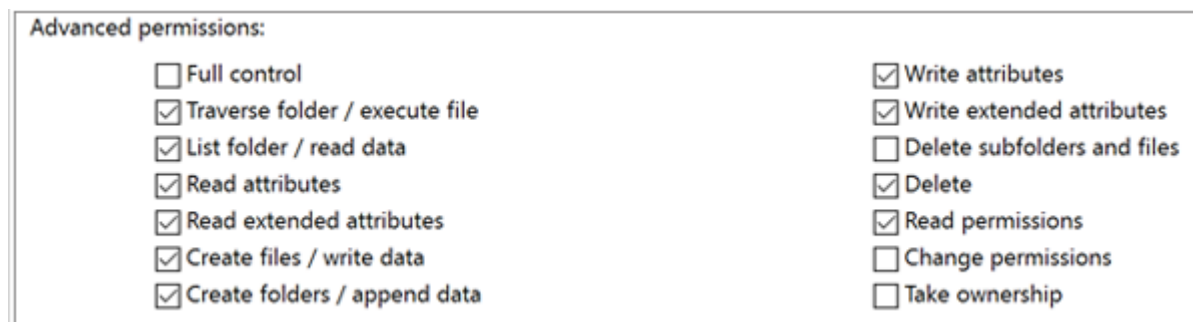 Advanced permissions:
Full control
Traverse folder / execute file
List folder / read data
Read attributes
Read extended attributes
Create files / write data
Create folders / append data
Write attributes
Write extended attributes
Delete subfolders and files
Delete
Read permissions
Change permissions
Take ownership